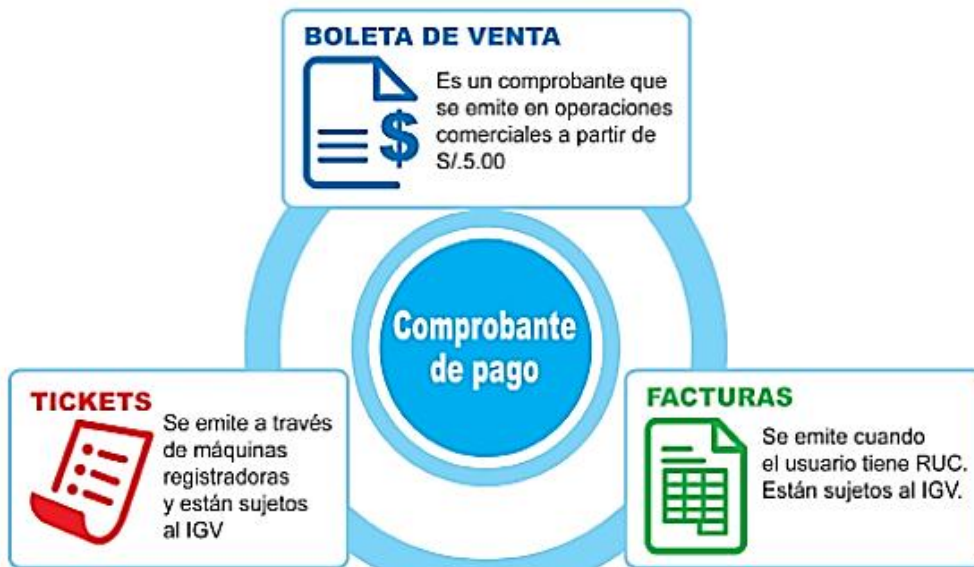 BOLETA DE VENTA
$
Es un comprobante que
se emite en operaciones
comerciales a partir de
S/.5.00
Comprobante
de pago
TICKETS
Se emite a través
de máquinas
registradoras
y están sujetos
al IGV
FACTURAS
Se emite cuando
el usuario tiene RUC.
Están sujetos al IGV.